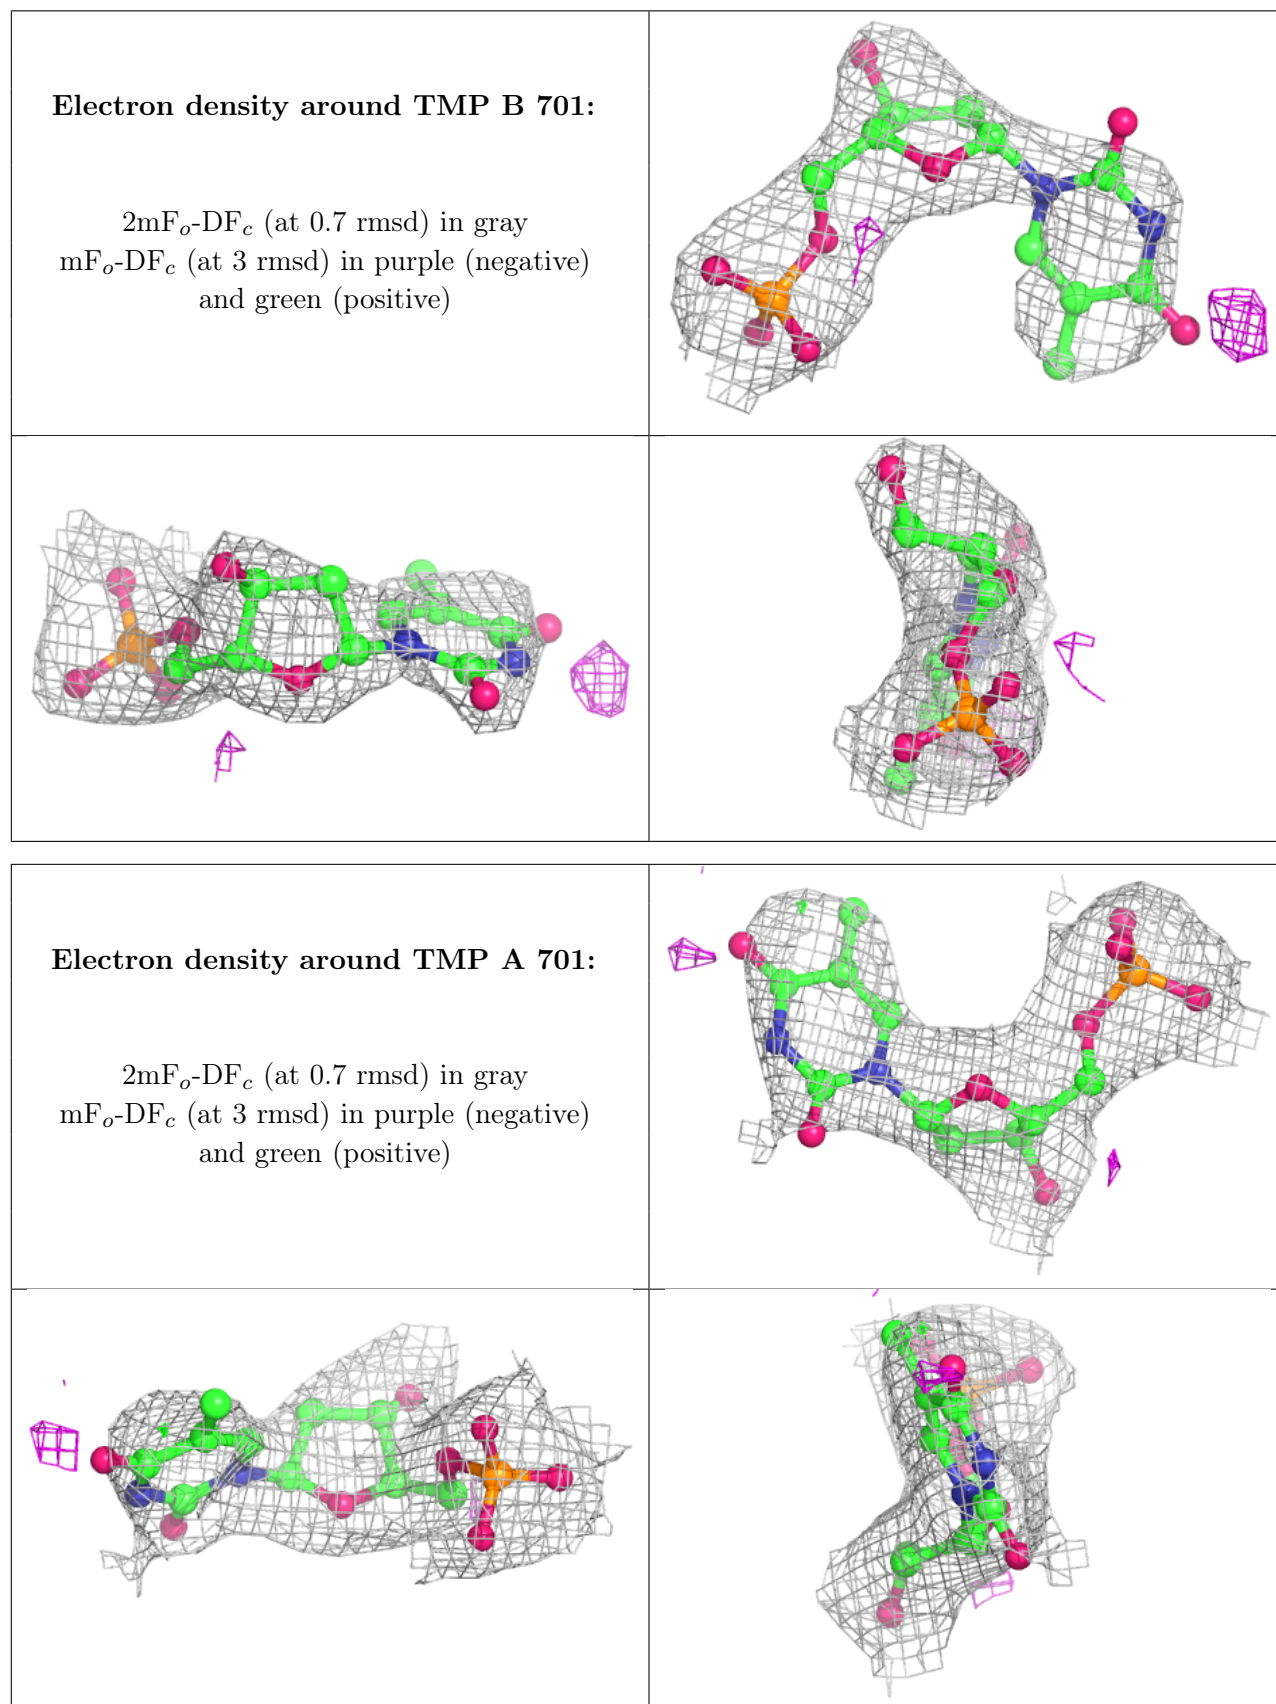 Electron density around TMP B 701:
2mFo-DFc (at 0.7 rmsd) in gray
mFo-DFc (at 3 rmsd) in purple (negative)
and green (positive)
Electron density around TMP A 701:
2mFo-DFc (at 0.7 rmsd) in gray
mFo-DFc (at 3 rmsd) in purple (negative)
and green (positive)